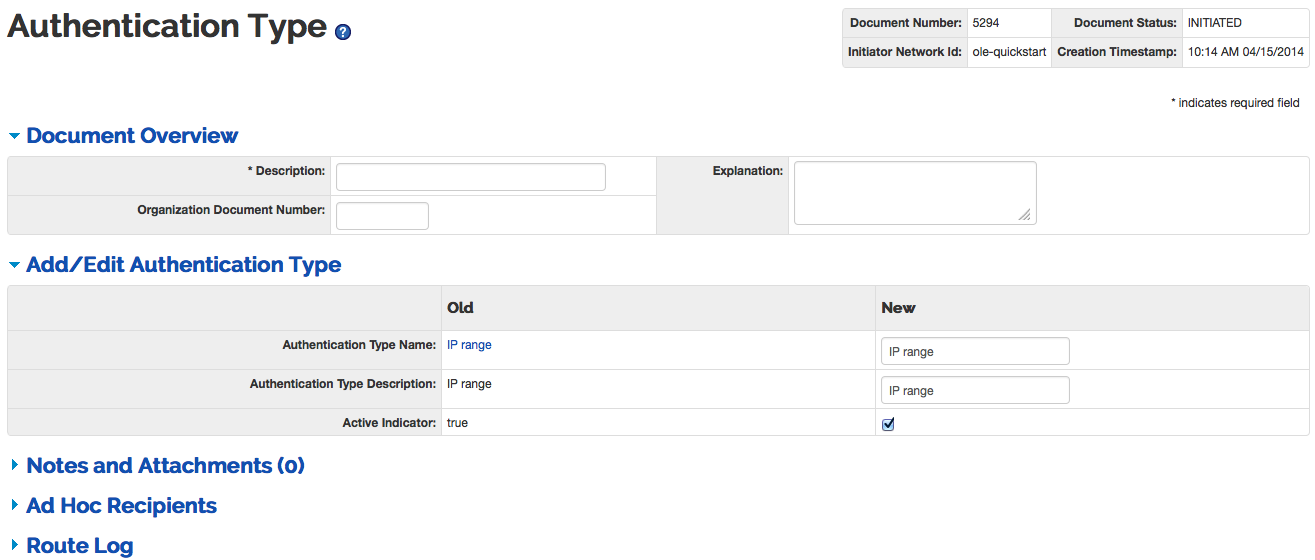 Authentication Type ?
Document Number: 5294 Document Status: INITIATED
Initiator Network Id: ole-quickstart Creation Timestamp: 10:14 AM 04/15/2014
* indicates required field
Document Overview
* Description: Explanation:
Organization Document Number:
Add/Edit Authentication Type
Old New
Authentication Type Name: IP range IP range
Authentication Type Description: IP range IP range
Active Indicator: true
Notes and Attachments (0)
Ad Hoc Recipients
Route Log